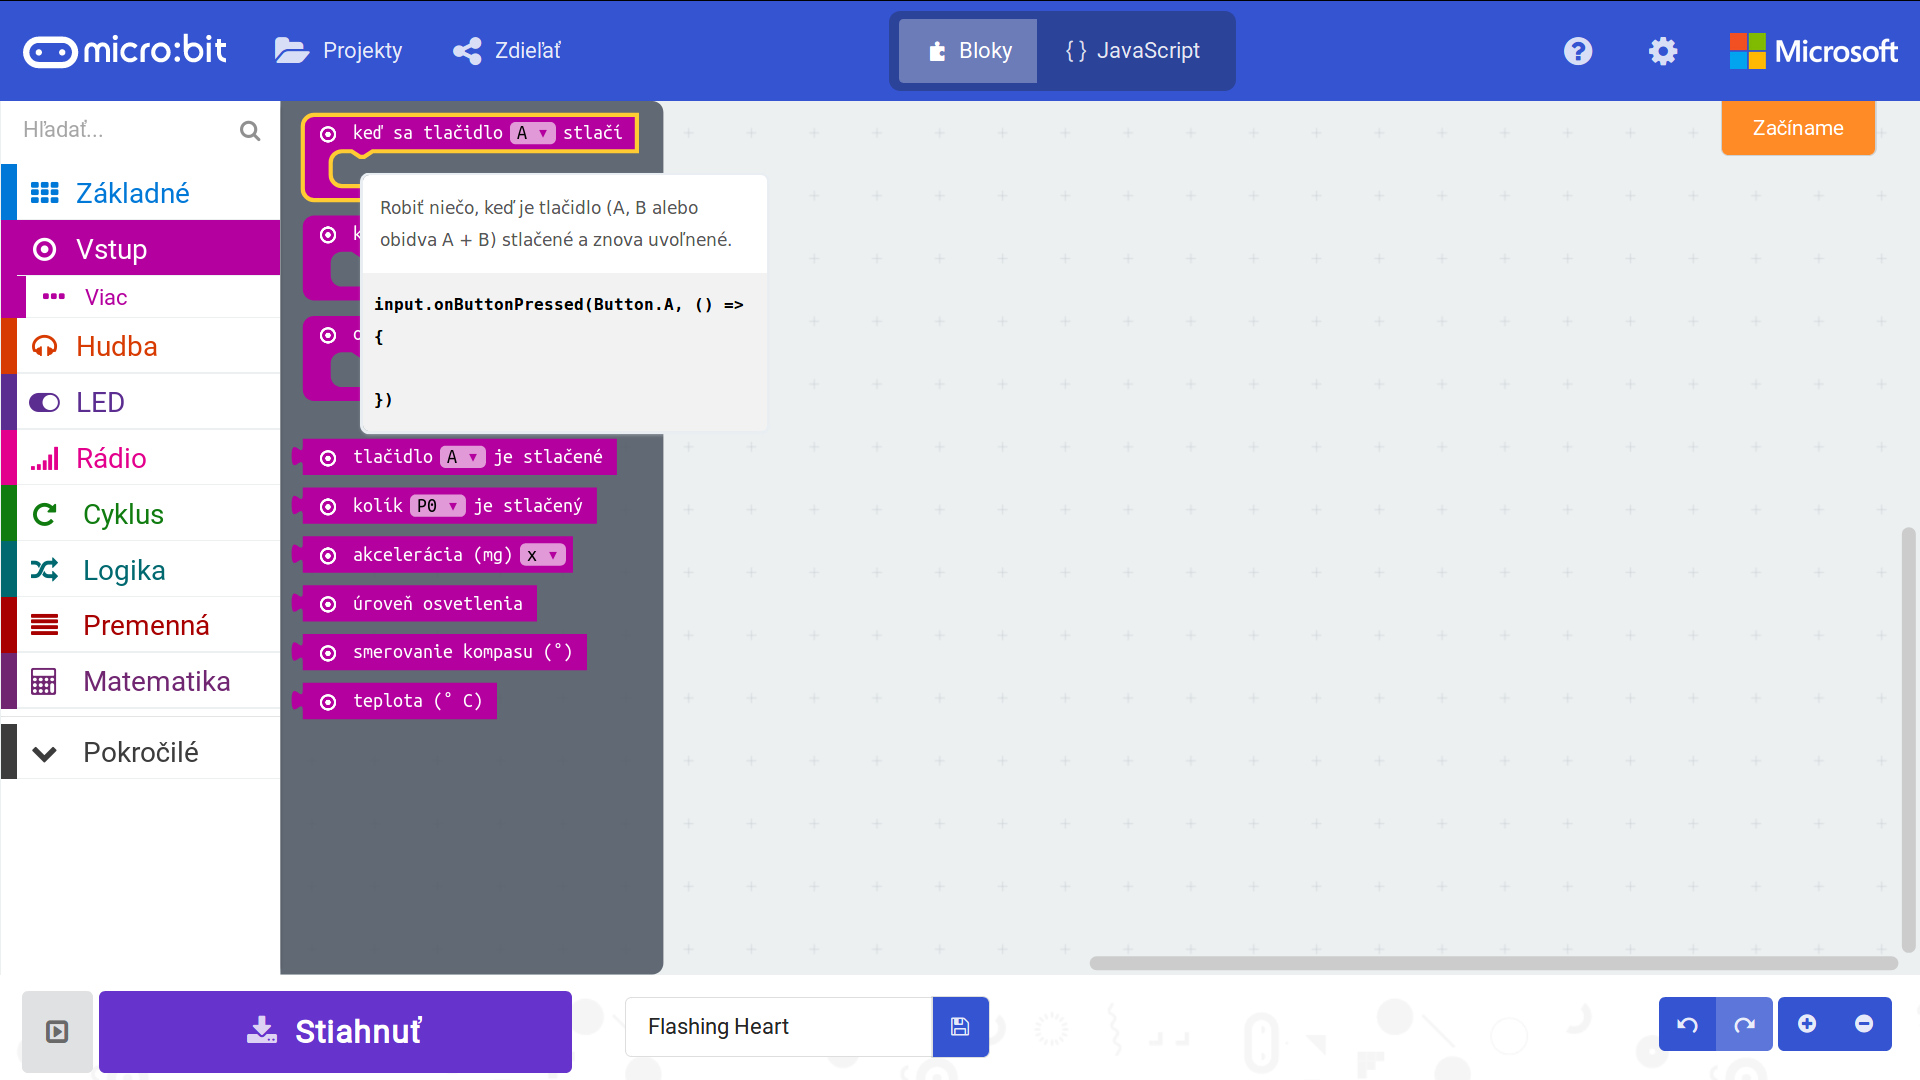 micro:bit
Projekty
Zdieľať
Bloky
{ } JavaScript
Microsoft
Hľadať...
Základné
Vstup
Viac
Hudba
LED
Rádio
Cyklus
Logika
Premenná
Matematika
Pokročilé
keď sa tlačidlo A stlačí
Robiť niečo, keď je tlačidlo (A, B alebo
obidva A + B) stlačené a znova uvoľnené.
input.onButtonPressed(Button.A, () =>
{
})
tlačidlo A je stlačené
kolík P0 je stlačený
akcelerácia (mg) x
úroveň osvetlenia
smerovanie kompasu (°)
teplota (° C)
Začíname
Stiahnuť
Flashing Heart